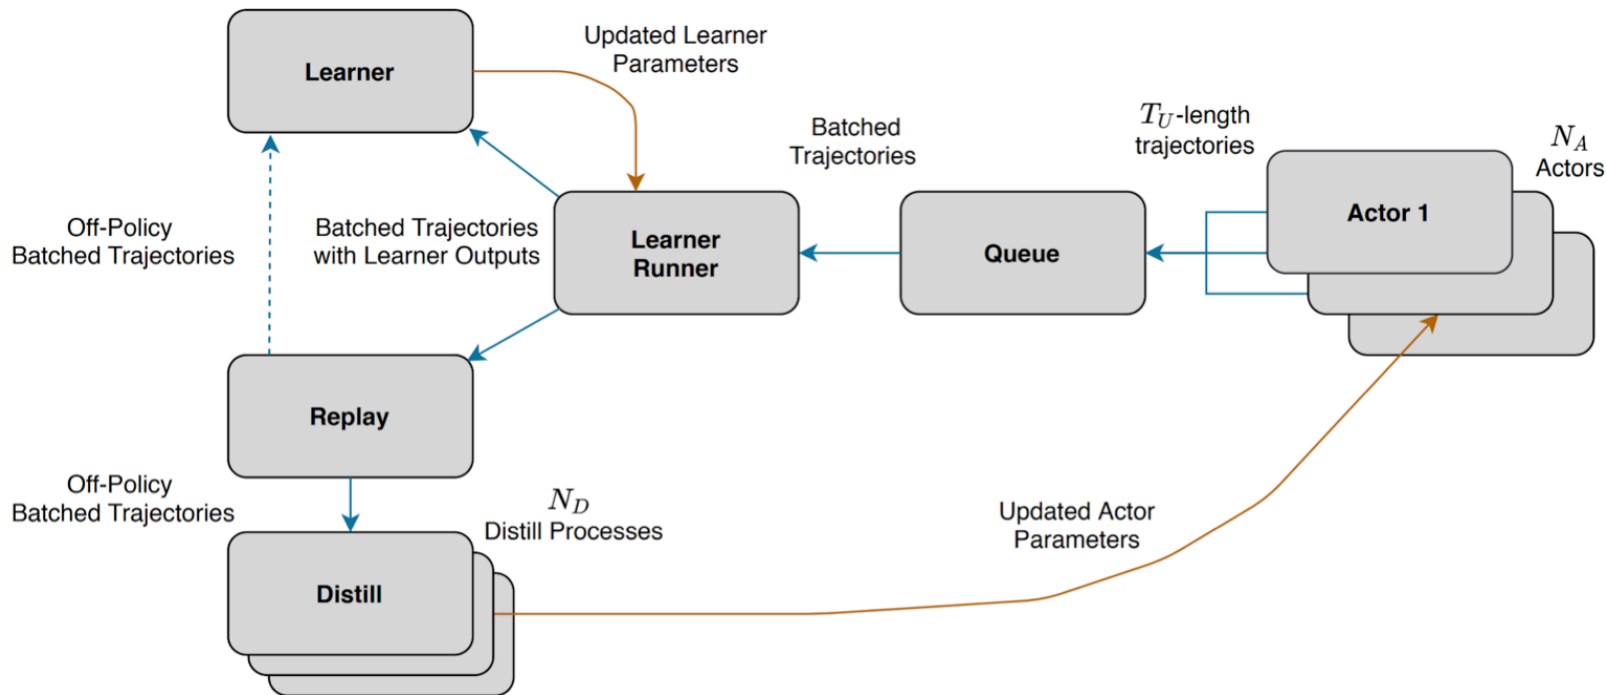 Learner
Updated Learner
Parameters
Batched
Trajectories
T_U-length
trajectories
N_A
Actors
Actor 1
Off-Policy
Batched Trajectories
Batched Trajectories
with Learner Outputs
Learner
Runner
Queue
Replay
Off-Policy
Batched Trajectories
N_D
Distill Processes
Updated Actor
Parameters
Distill